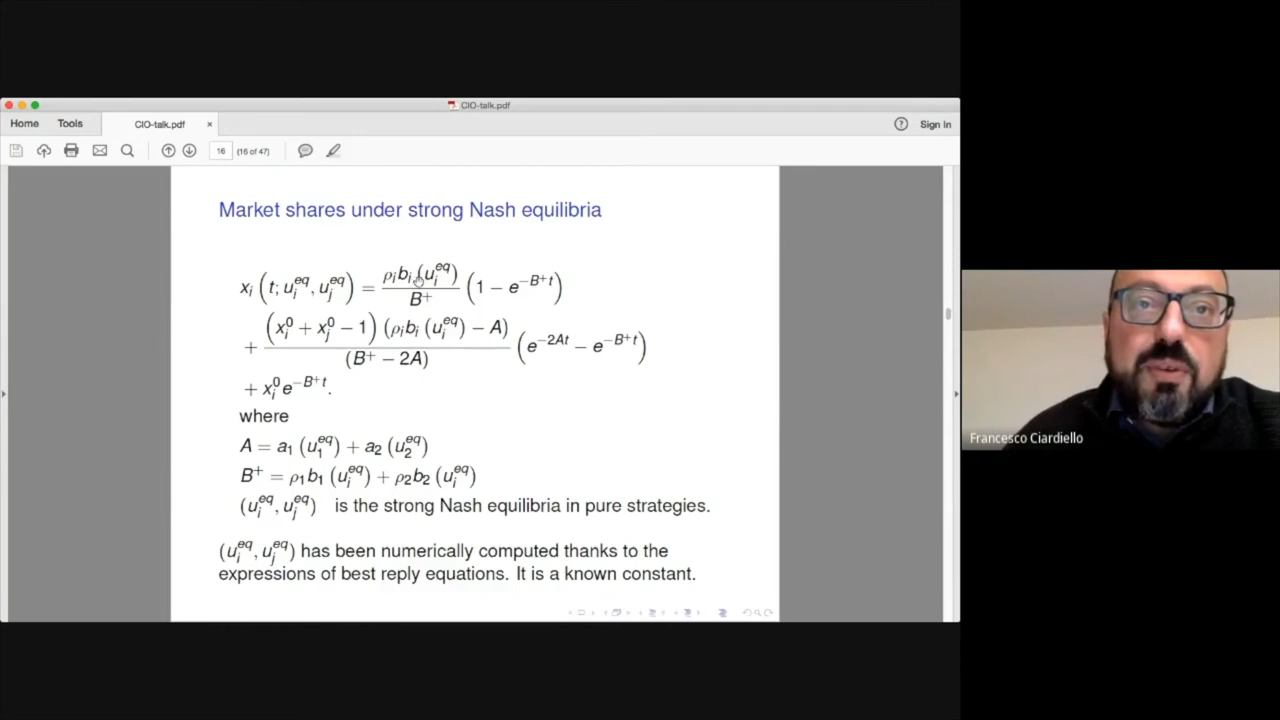 CIO-talk.pdf
Home Tools CIO-talk.pdf × ? Sign In
16 (16 of 47)
Market shares under strong Nash equilibria
x_i (t; u_i^{eq}, u_j^{eq}) = \frac{ρ_i b_i (u_i^{eq})}{B^+} (1 − e^{−B^+t})
+ \frac{(x_i^0 + x_j^0 − 1) (ρ_i b_i (u_i^{eq}) − A)}{(B^+ − 2A)} (e^{−2At} − e^{−B^+t})
+ x_i^0 e^{−B^+t}.
where
A = a_1 (u_1^{eq}) + a_2 (u_2^{eq})
B^+ = ρ_1 b_1 (u_i^{eq}) + ρ_2 b_2 (u_i^{eq})
(u_i^{eq}, u_j^{eq}) is the strong Nash equilibria in pure strategies.
(u_i^{eq}, u_j^{eq}) has been numerically computed thanks to the
expressions of best reply equations. It is a known constant.
Francesco Ciardiello